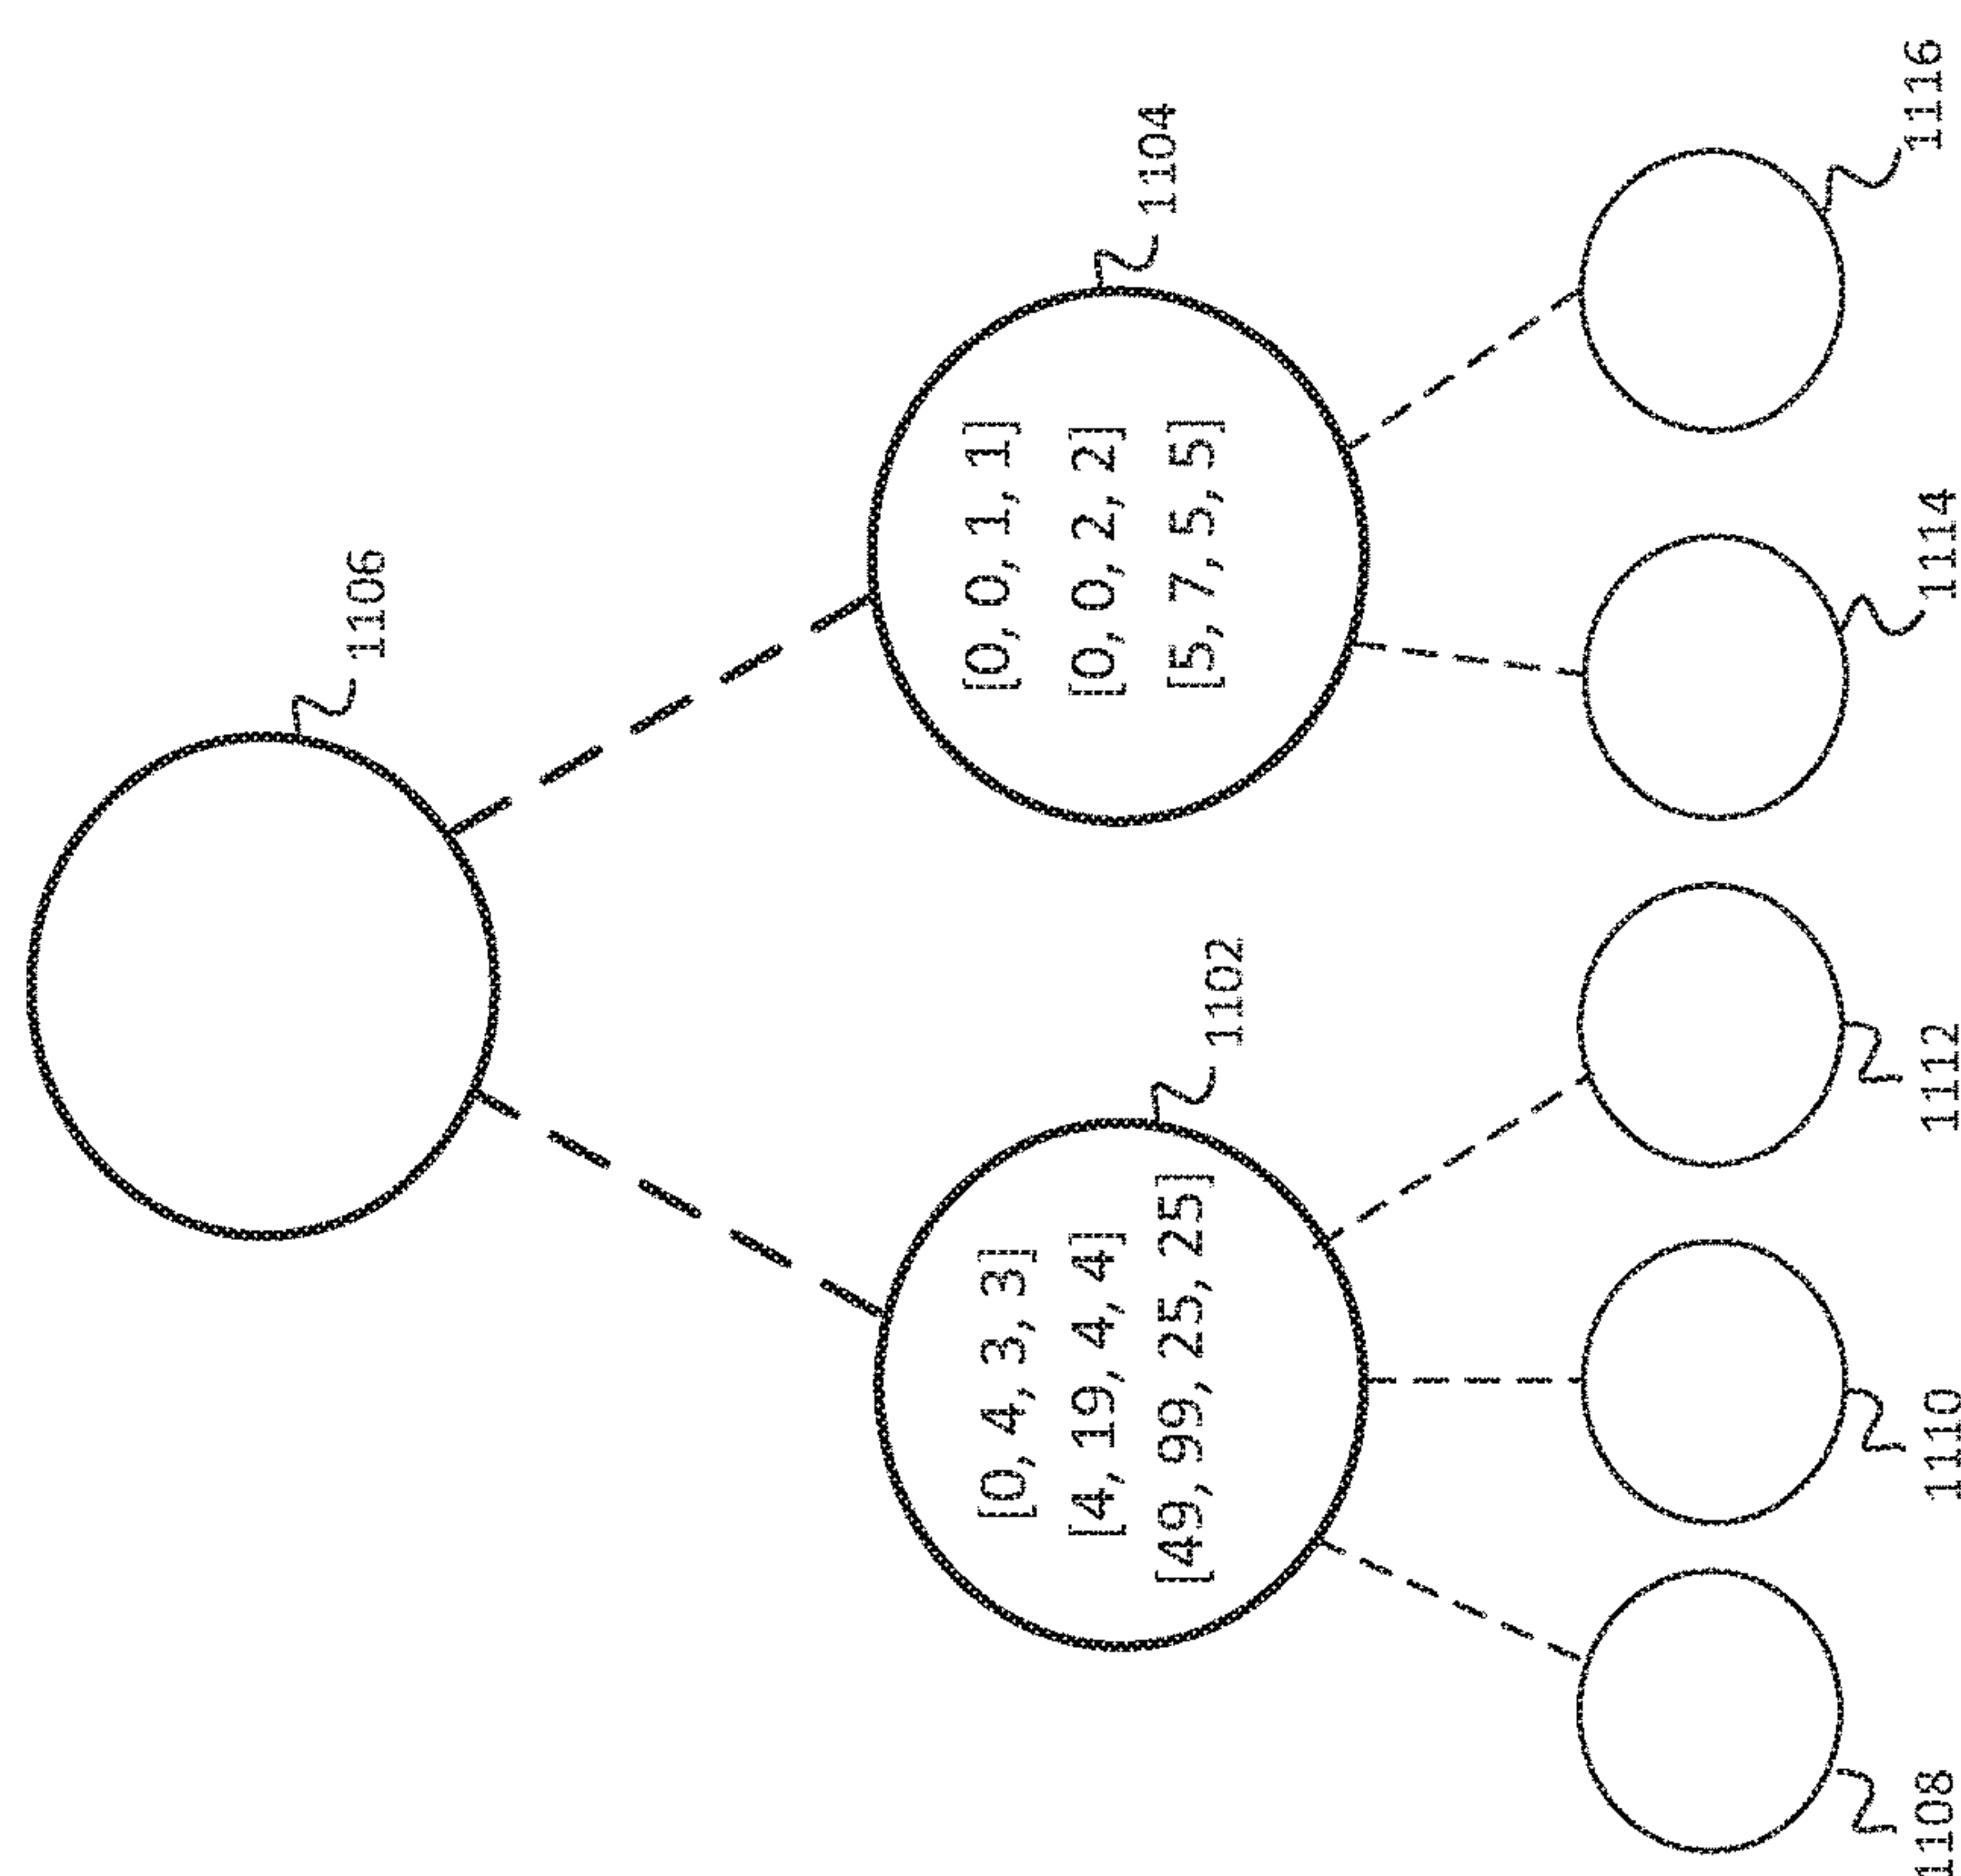 1106
[0, 4, 3, 3]
[4, 19, 4, 4]
[49, 99, 25, 25]
1102
[0, 0, 1, 1]
[0, 0, 2, 2]
[5, 7, 5, 5]
1104
1108
1110
1112
1114
1116